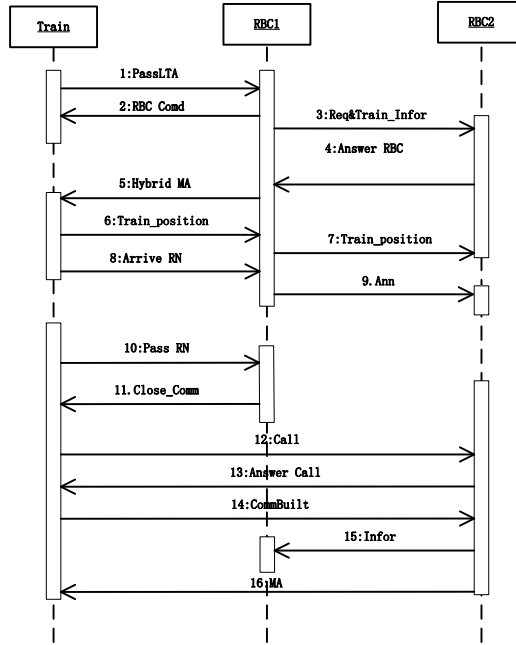 Train
RBC1
RBC2
1:PassLTA
2:RBC Comd
3:Req&Train_Infor
4:Answer RBC
5:Hybrid MA
6:Train_position
7:Train_position
8:Arrive RN
9.Ann
10:Pass RN
11.Close_Comm
12:Call
13:Answer Call
14:CommBuilt
15:Infor
16:MA